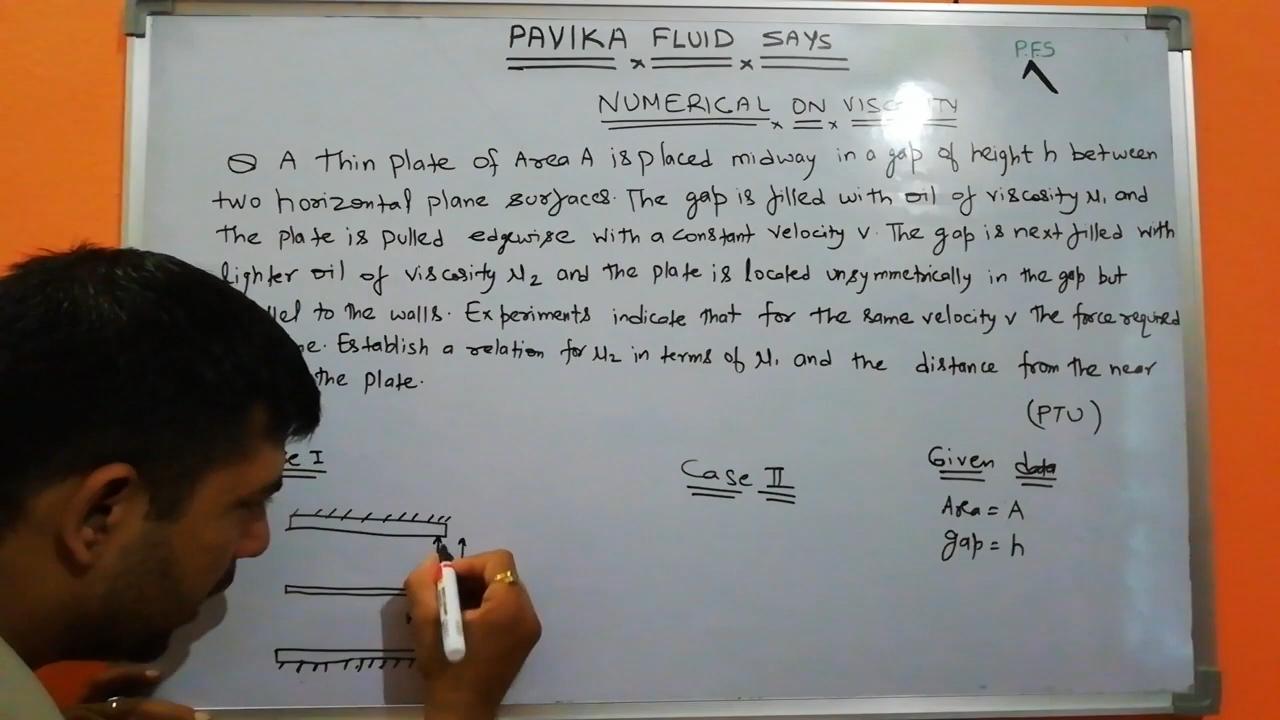 PAVIKA FLUID SAYS
P.F.S
NUMERICAL ON
A Thin plate of Area A is placed midway in a gap of height h between
two horizontal plane surfaces. The gap is filled with oil of viscosity μ1 and
The plate is pulled edgewise with a constant velocity v. The gap is next filled with
lighter oil of viscosity μ2 and the plate is located unsymmetrically in the gap but
to the walls. Experiments indicate that for the same velocity v the force required
Establish a relation for μ2 in terms of μ1 and the distance from the near
the plate.
(PTU)
I
Case II
Given data
Area = A
gap = h